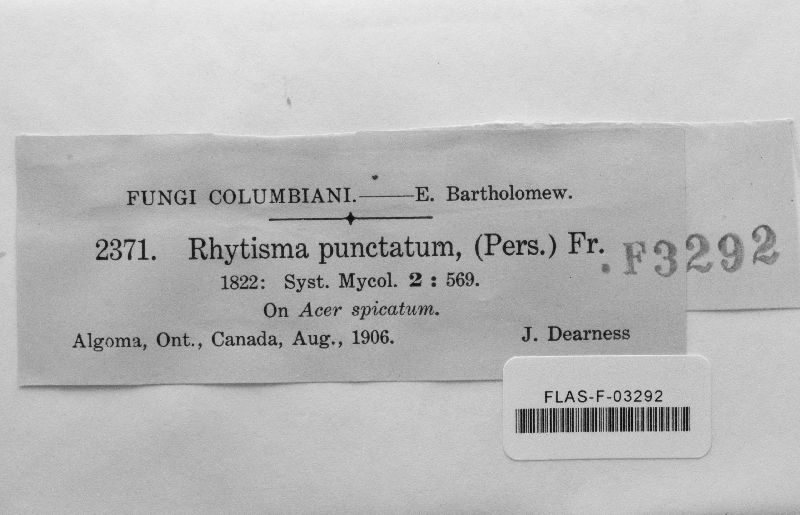 FUNGI COLUMBIANI.——E. Bartholomew.
2371. Rhytisma punctatum, (Pers.) Fr.
.F3292
1822: Syst. Mycol. 2 : 569.
On Acer spicatum.
Algoma, Ont., Canada, Aug., 1906. J. Dearness
FLAS-F-03292